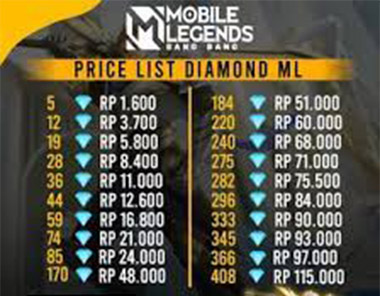 MOBILE
LEGENDS
BANG BANG
PRICE LIST DIAMOND ML
5 RP 1.600
12 RP 3.700
19 RP 5.800
28 RP 8.400
36 RP 11.000
44 RP 12.600
59 RP 16.800
74 RP 21.000
85 RP 24.000
170 RP 48.000
184 RP 51.000
220 RP 60.000
240 RP 68.000
275 RP 71.000
282 RP 75.500
296 RP 84.000
333 RP 90.000
345 RP 93.000
366 RP 97.000
408 RP 115.000